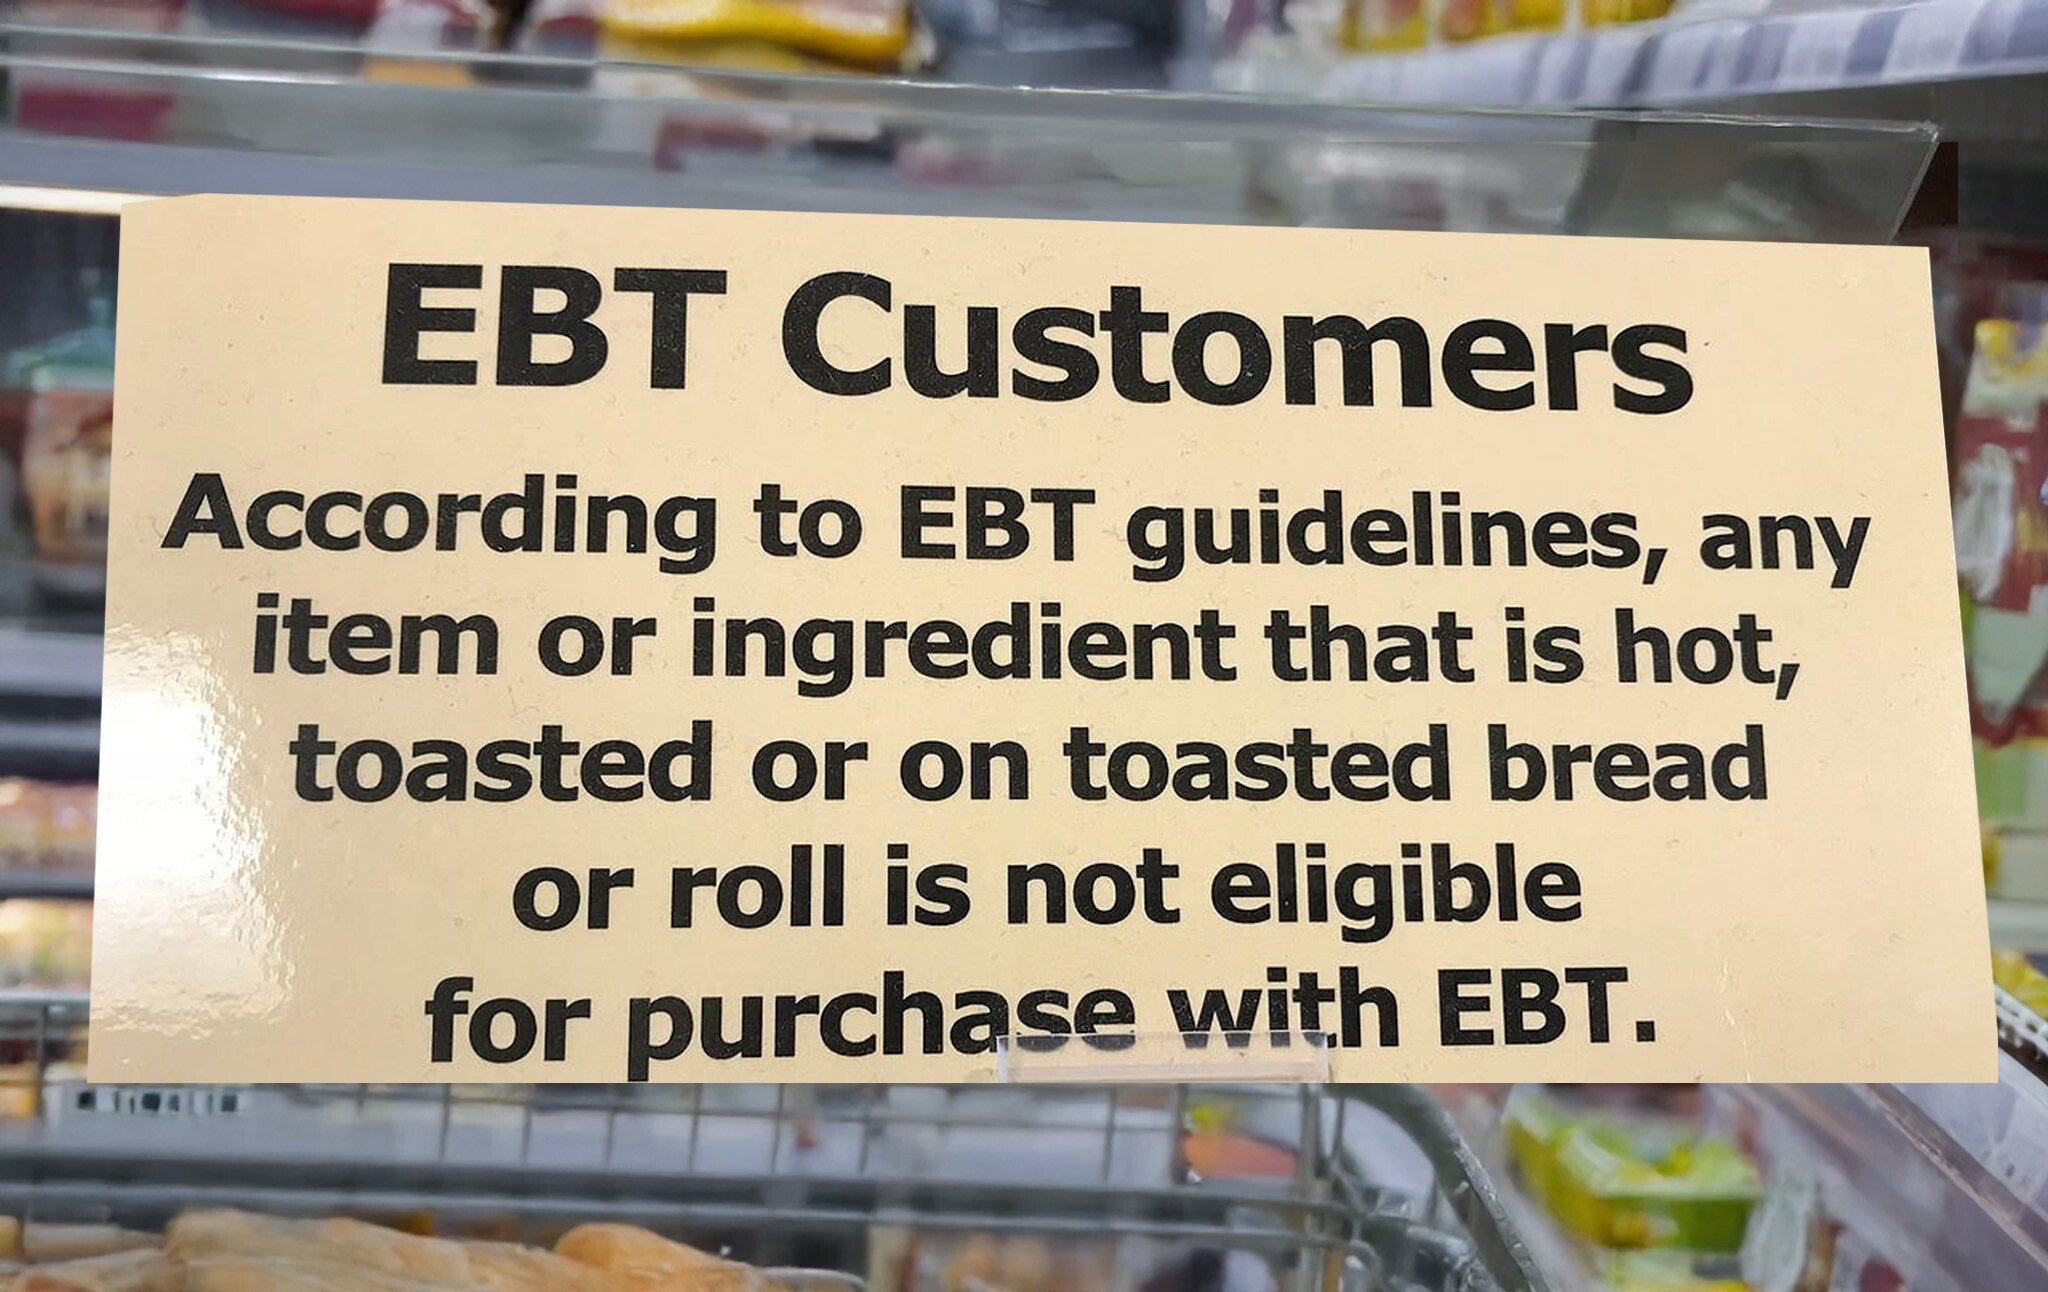 EBT Customers
According to EBT guidelines, any
item or ingredient that is hot,
toasted or on toasted bread
or roll is not eligible
for purchase with EBT.